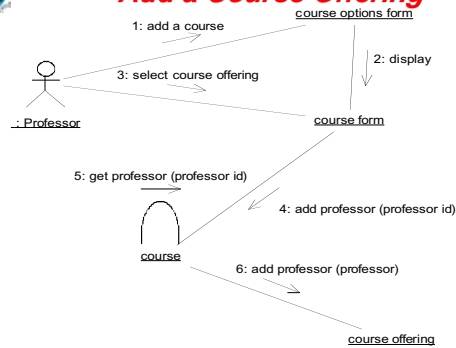 Add a Course Offering
course options form
1: add a course
2: display
3: select course offering
: Professor
course form
5: get professor (professor id)
4: add professor (professor id)
course
6: add professor (professor)
course offering